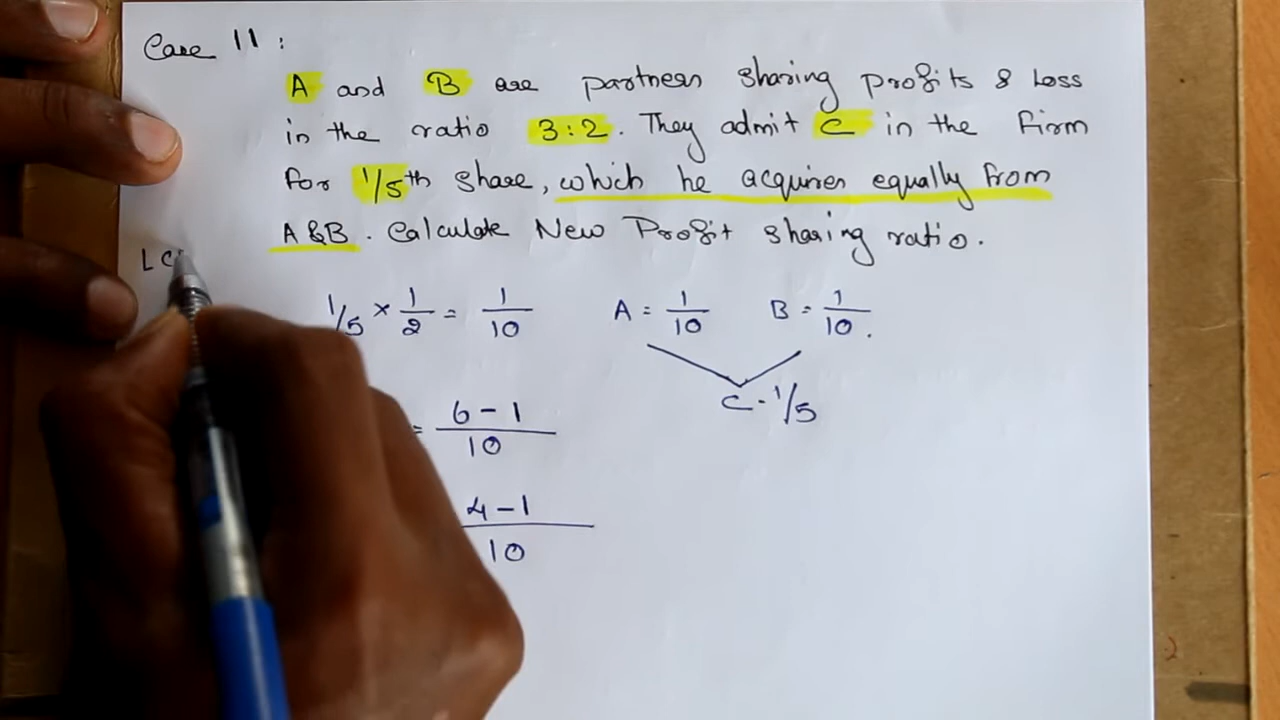 Case 11 :
A and B are partners sharing profits & Loss
in the ratio 3:2. They admit C in the Firm
for 1/5th share, which he acquires equally from
A&B. Calculate New Profit sharing ratio.
LC
1/5 × 1/2 = 1/10 A = 1/10 B = 1/10.
C - 1/5
= 6 - 1 / 10
4 - 1 / 10